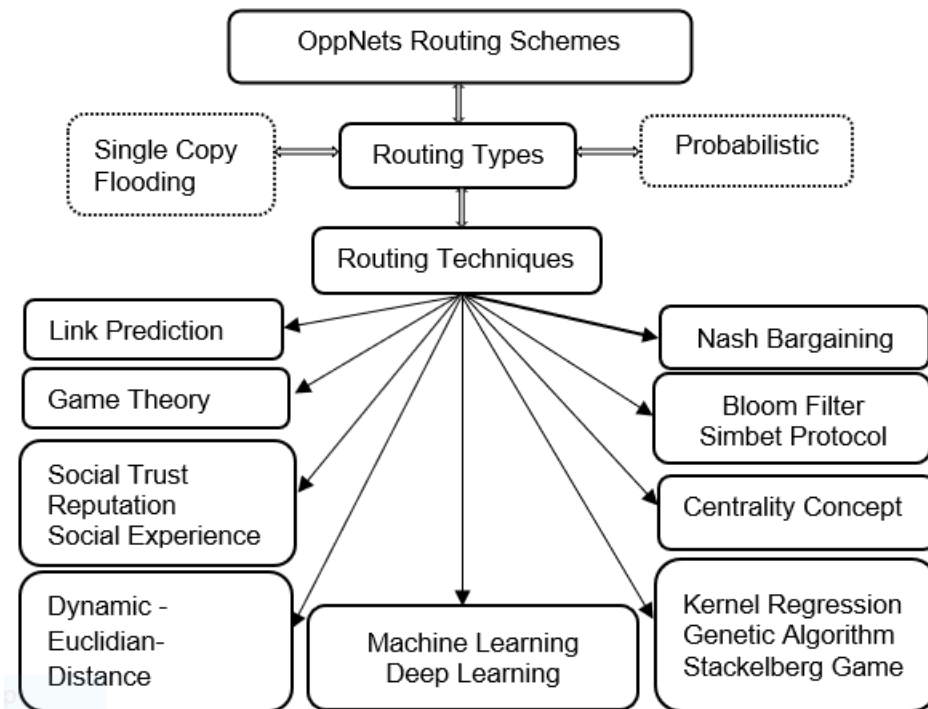 OppNets Routing Schemes
Single Copy
Flooding
Routing Types
Probabilistic
Routing Techniques
Link Prediction
Nash Bargaining
Game Theory
Bloom Filter
Simbet Protocol
Social Trust
Reputation
Social Experience
Centrality Concept
Dynamic -
Euclidian-
Distance
Machine Learning
Deep Learning
Kernel Regression
Genetic Algorithm
Stackelberg Game